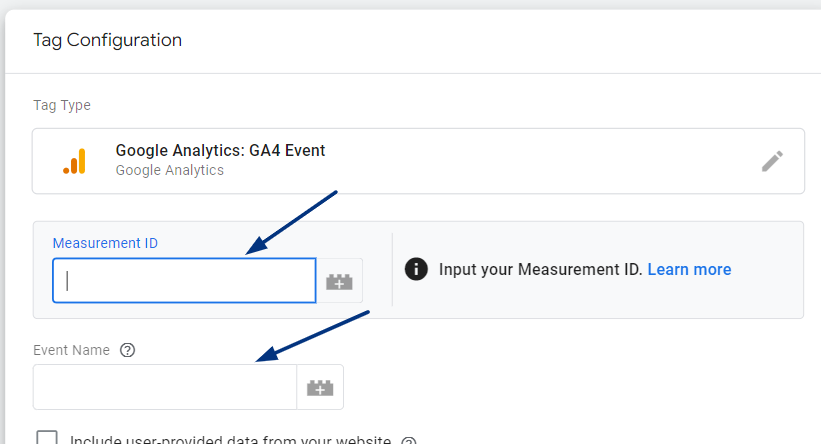 Tag Configuration
Tag Type
Google Analytics: GA4 Event
Google Analytics
Measurement ID
Input your Measurement ID. Learn more
Event Name
Include user-provided data from your website